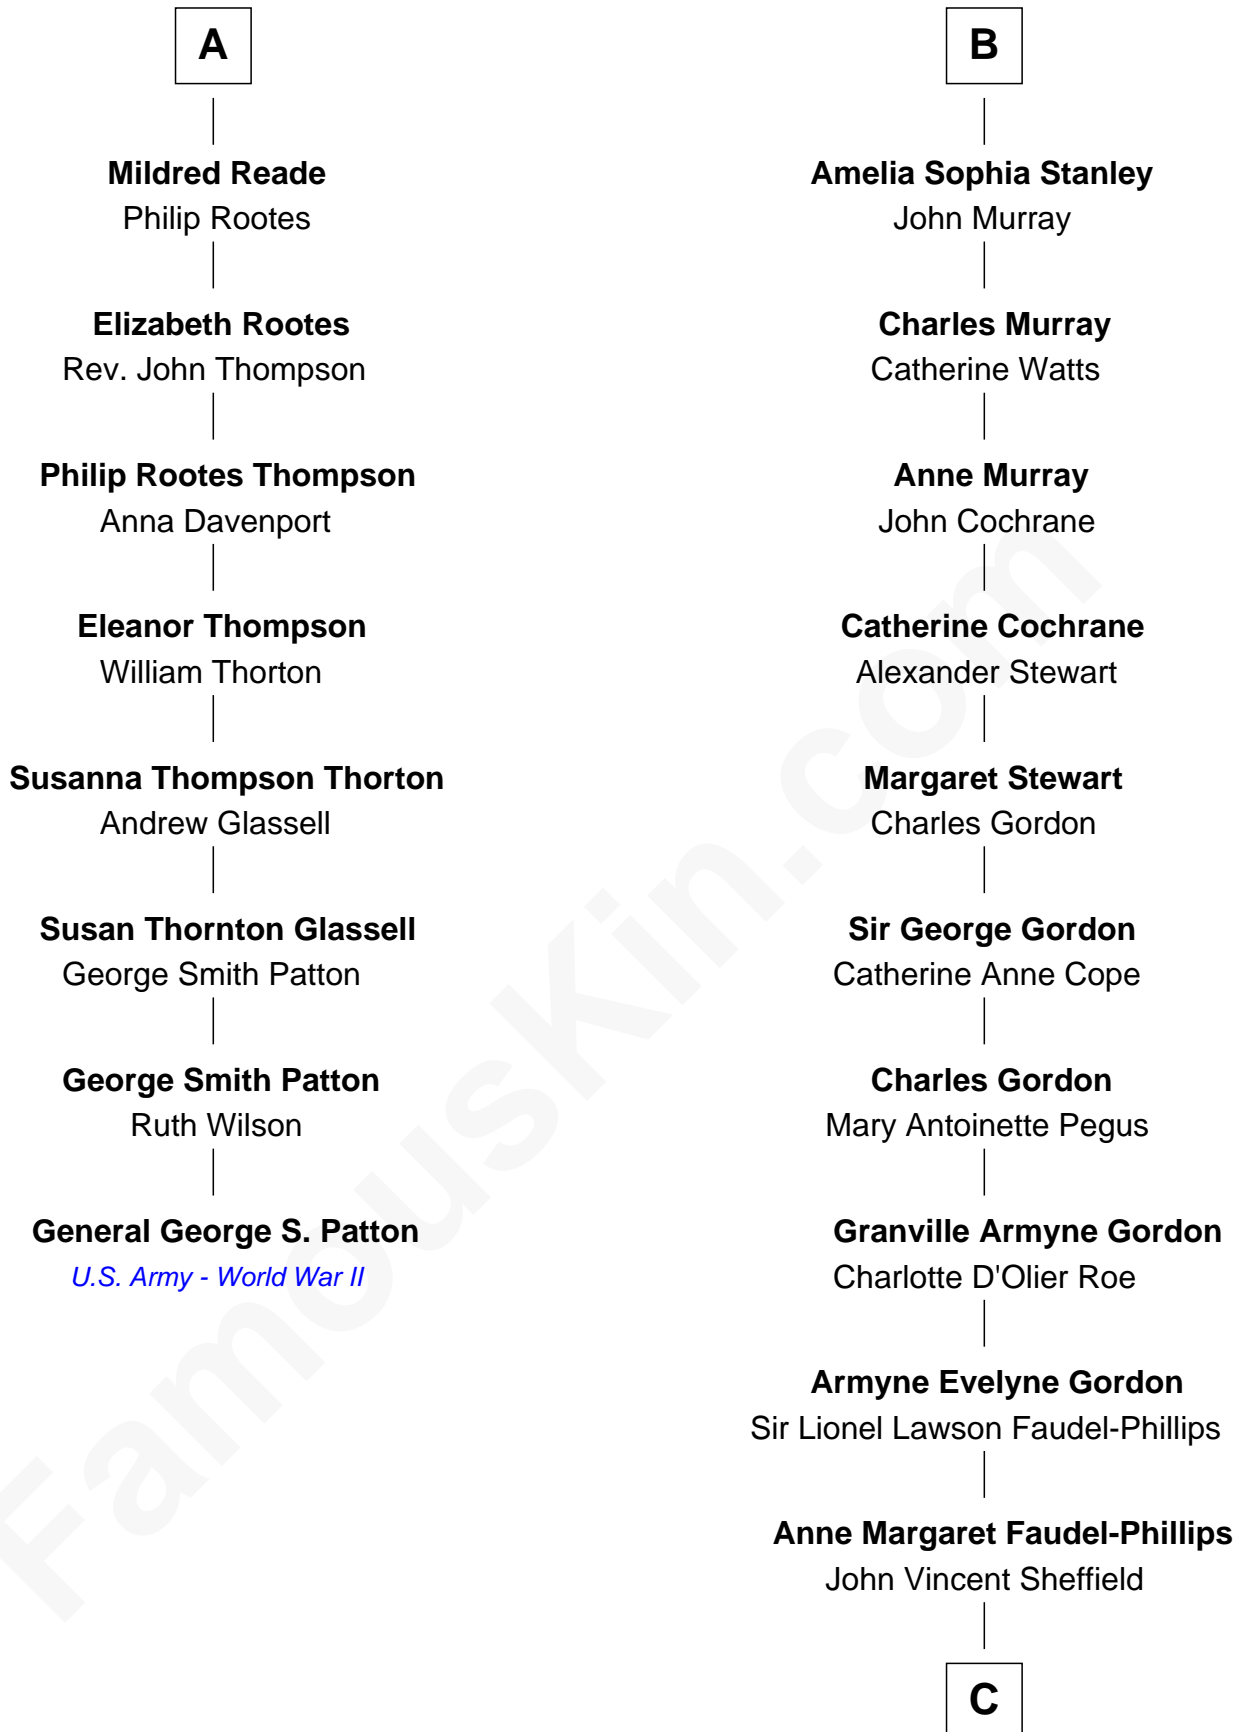 A
Mildred Reade
Philip Rootes
Elizabeth Rootes
Rev. John Thompson
Philip Rootes Thompson
Anna Davenport
Eleanor Thompson
William Thorton
Susanna Thompson Thorton
Andrew Glassell
Susan Thornton Glassell
George Smith Patton
George Smith Patton
Ruth Wilson
General George S. Patton
U.S. Army - World War II
B
Amelia Sophia Stanley
John Murray
Charles Murray
Catherine Watts
Anne Murray
John Cochrane
Catherine Cochrane
Alexander Stewart
Margaret Stewart
Charles Gordon
Sir George Gordon
Catherine Anne Cope
Charles Gordon
Mary Antoinette Pegus
Granville Armyne Gordon
Charlotte D'Olier Roe
Armyne Evelyne Gordon
Sir Lionel Lawson Faudel-Phillips
Anne Margaret Faudel-Phillips
John Vincent Sheffield
C
FamousKin.com